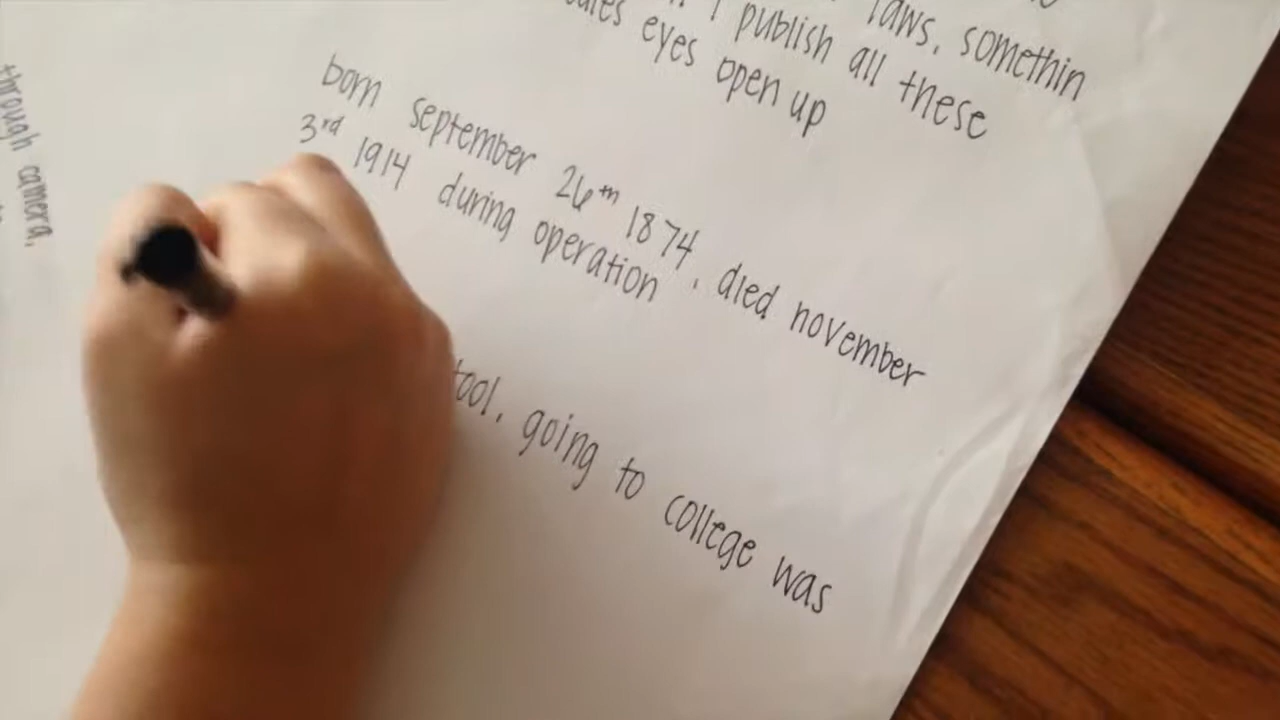 laws, somethin
I publish all these
eyes open up
born september 26th 1874, died november
3rd 1914 during operation
tool, going to college was
through camera,